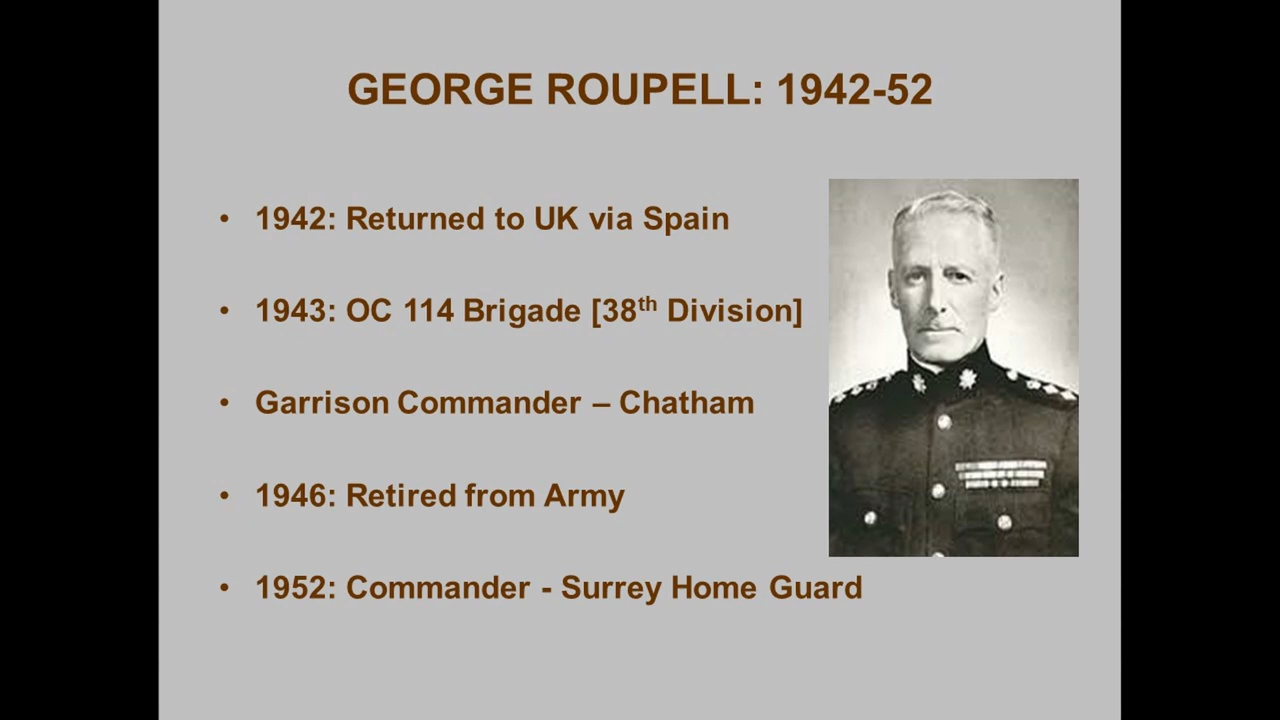 GEORGE ROUPELL: 1942-52
• 1942: Returned to UK via Spain
• 1943: OC 114 Brigade [38th Division]
• Garrison Commander – Chatham
• 1946: Retired from Army
• 1952: Commander - Surrey Home Guard